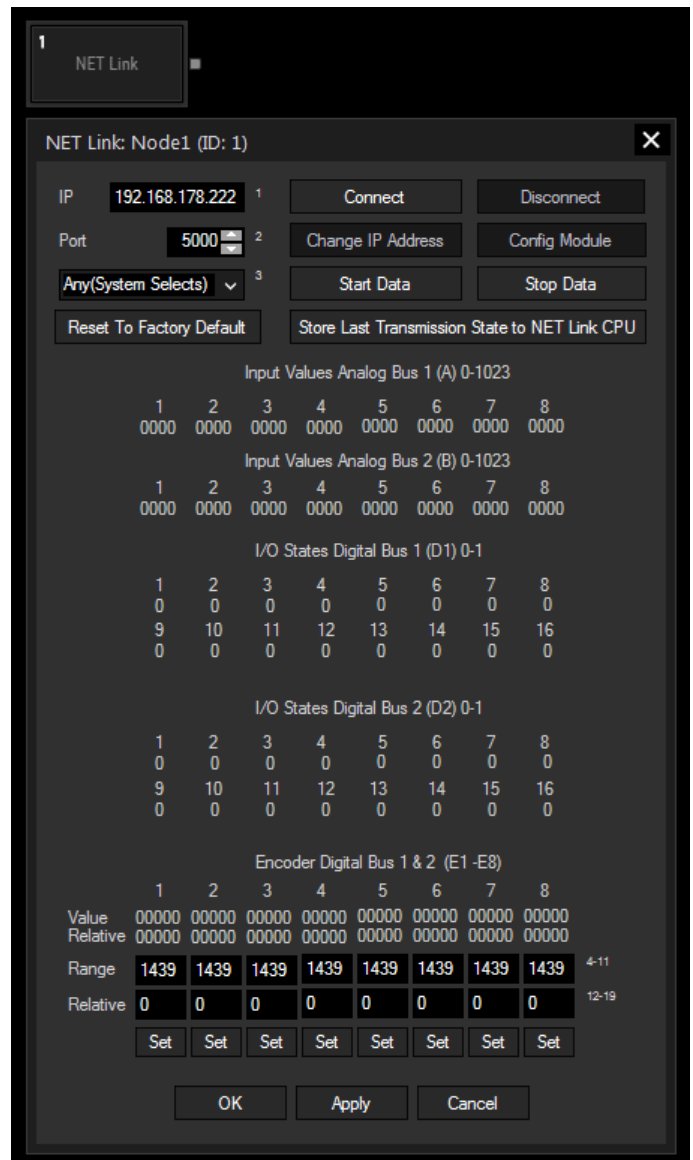 1
NET Link
NET Link: Node1 (ID: 1)
IP 192.168.178.222 1 Connect Disconnect
Port 5000 2 Change IP Address Config Module
Any(System Selects) 3 Start Data Stop Data
Reset To Factory Default Store Last Transmission State to NET Link CPU
Input Values Analog Bus 1 (A) 0-1023
1 2 3 4 5 6 7 8
0000 0000 0000 0000 0000 0000 0000 0000
Input Values Analog Bus 2 (B) 0-1023
1 2 3 4 5 6 7 8
0000 0000 0000 0000 0000 0000 0000 0000
I/O States Digital Bus 1 (D1) 0-1
1 2 3 4 5 6 7 8
0 0 0 0 0 0 0 0
9 10 11 12 13 14 15 16
0 0 0 0 0 0 0 0
I/O States Digital Bus 2 (D2) 0-1
1 2 3 4 5 6 7 8
0 0 0 0 0 0 0 0
9 10 11 12 13 14 15 16
0 0 0 0 0 0 0 0
Encoder Digital Bus 1 & 2 (E1 -E8)
1 2 3 4 5 6 7 8
Value 00000 00000 00000 00000 00000 00000 00000 00000
Relative 00000 00000 00000 00000 00000 00000 00000 00000
Range 1439 1439 1439 1439 1439 1439 1439 1439 4-11
Relative 0 0 0 0 0 0 0 0 12-19
Set Set Set Set Set Set Set Set
OK Apply Cancel